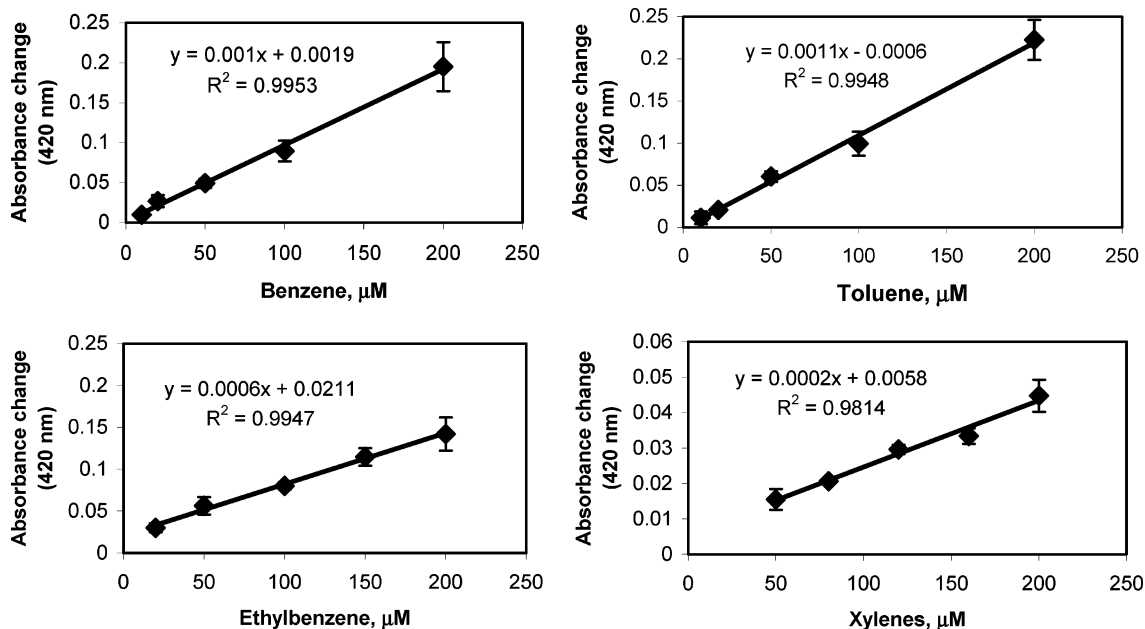 Absorbance change
(420 nm)
0.25
0.2
0.15
0.1
0.05
0
y = 0.001x + 0.0019
R² = 0.9953
0 50 100 150 200 250
Benzene, μM
Absorbance change
(420 nm)
0.25
0.2
0.15
0.1
0.05
0
y = 0.0011x - 0.0006
R² = 0.9948
0 50 100 150 200 250
Toluene, μM
Absorbance change
(420 nm)
0.25
0.2
0.15
0.1
0.05
0
y = 0.0006x + 0.0211
R² = 0.9947
0 50 100 150 200 250
Ethylbenzene, μM
Absorbance change
(420 nm)
0.06
0.05
0.04
0.03
0.02
0.01
0
y = 0.0002x + 0.0058
R² = 0.9814
0 50 100 150 200 250
Xylenes, μM